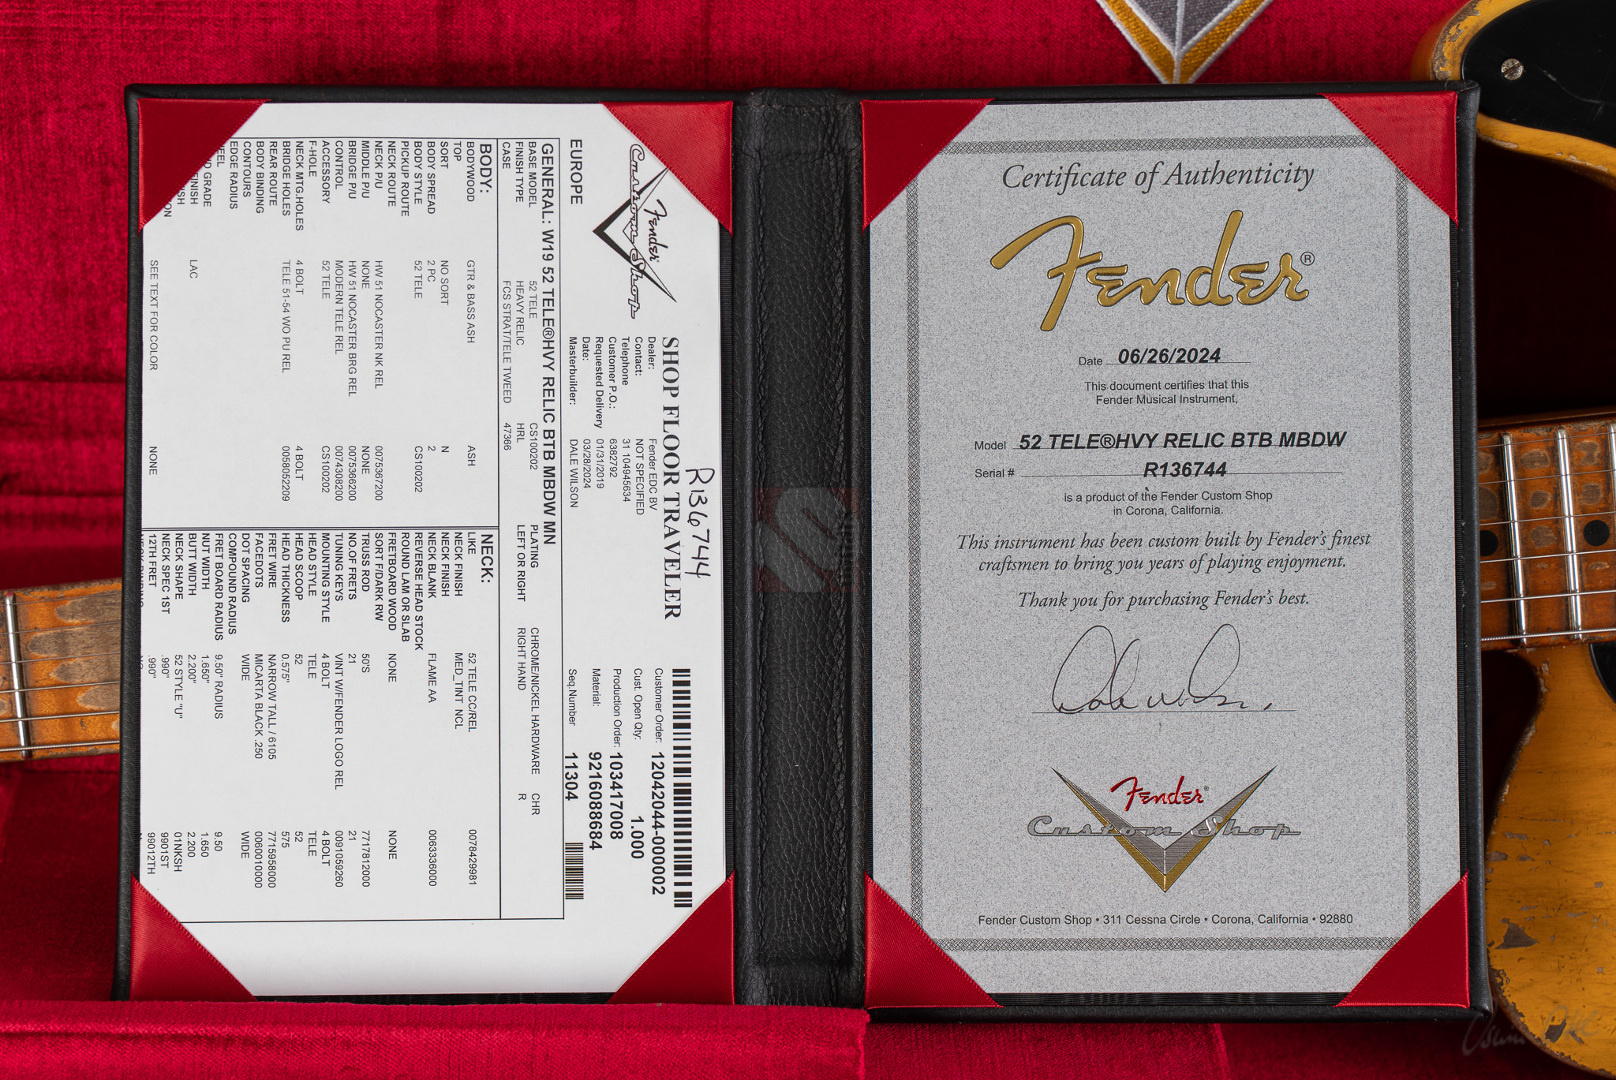 R136744
Fender
Custom Shop
SHOP FLOOR TRAVELER
EUROPE
Dealer: Fender EDC BV
Contact: NOT SPECIFIED
Telephone 31 104945634
Customer P.O.: 6382792
Requested Delivery 01/31/2019
Date: 03/28/2024
Masterbuilder: DALE WILSON
Customer Order: 12042044-000002
Cust. Open Qty: 1.000
Production Order: 103417008
Material: 9216088684
Seq.Number 11304
GENERAL: W19 52 TELE®HVY RELIC BTB MBDW MN
BASE MODEL 52 TELE CS100202 PLATING CHROME/NICKEL HARDWARE CHR
FINISH TYPE HEAVY RELIC HRL LEFT OR RIGHT RIGHT HAND R
CASE FCS STRAT/TELE TWEED 47366
BODY:
BODYWOOD GTR & BASS ASH ASH
TOP
SORT NO SORT N
BODY SPREAD 2 PC 2
BODY STYLE 52 TELE CS100202
PICKUP ROUTE
NECK ROUTE
NECK P/U HW 51 NOCASTER NK REL 0075367200
MIDDLE P/U NONE NONE
BRIDGE P/U HW 51 NOCASTER BRG REL 0075366200
CONTROL MODERN TELE REL 0074308200
ACCESSORY 52 TELE CS100202
F-HOLE
NECK MTG.HOLES 4 BOLT 4 BOLT
BRIDGE HOLES TELE 51-54 WO PU REL 0058052209
REAR ROUTE
BODY BINDING
CONTOURS
EDGE RADIUS
GRADE
LAC
SEE TEXT FOR COLOR NONE
NECK:
LIKE 52 TELE CC/REL 0078429981
NECK FINISH MED_TINT NCL
NECK FINISH
NECK BLANK FLAME AA 0063336000
REVERSE HEAD STOCK
ROUND LAM OR SLAB
FRETBOARD WOOD NONE NONE
SORT F/DARK RW
TRUSS ROD 50'S 7717812000
NO.OF FRETS 21 21
TUNING KEYS VINT W/FENDER LOGO REL 0091059260
MOUNTING STYLE 4 BOLT 4 BOLT
HEAD STYLE TELE TELE
HEAD SCOOP 52 52
HEAD THICKNESS 0.575" 575
FRET WIRE NARROW TALL / 6105 7715958000
FACEDOTS MICARTA BLACK .250 0060010000
DOT SPACING WIDE WIDE
COMPOUND RADIUS
FRET BOARD RADIUS 9.50" RADIUS 9.50
NUT WIDTH 1.650" 1.650
BUTT WIDTH 2.200" 2.200
NECK SHAPE 52 STYLE "U" 01NKSH
NECK SPEC 1ST .990" 9901ST
12TH FRET .990" 99012TH
Certificate of Authenticity
Fender®
Date 06/26/2024
This document certifies that this
Fender Musical Instrument,
Model 52 TELE®HVY RELIC BTB MBDW
Serial # R136744
is a product of the Fender Custom Shop
in Corona, California.
This instrument has been custom built by Fender's finest
craftsmen to bring you years of playing enjoyment.
Thank you for purchasing Fender's best.
Fender®
Custom Shop
Fender Custom Shop • 311 Cessna Circle • Corona, California • 92880